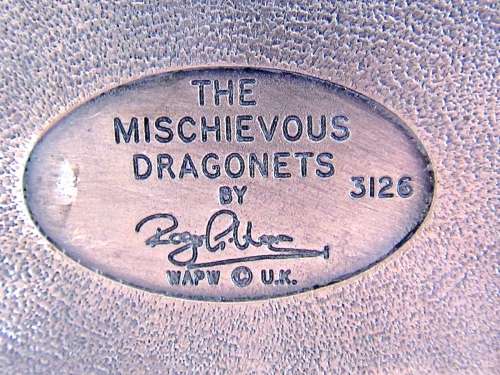 THE
MISCHIEVOUS
DRAGONETS
BY
3126
WAPW © U.K.